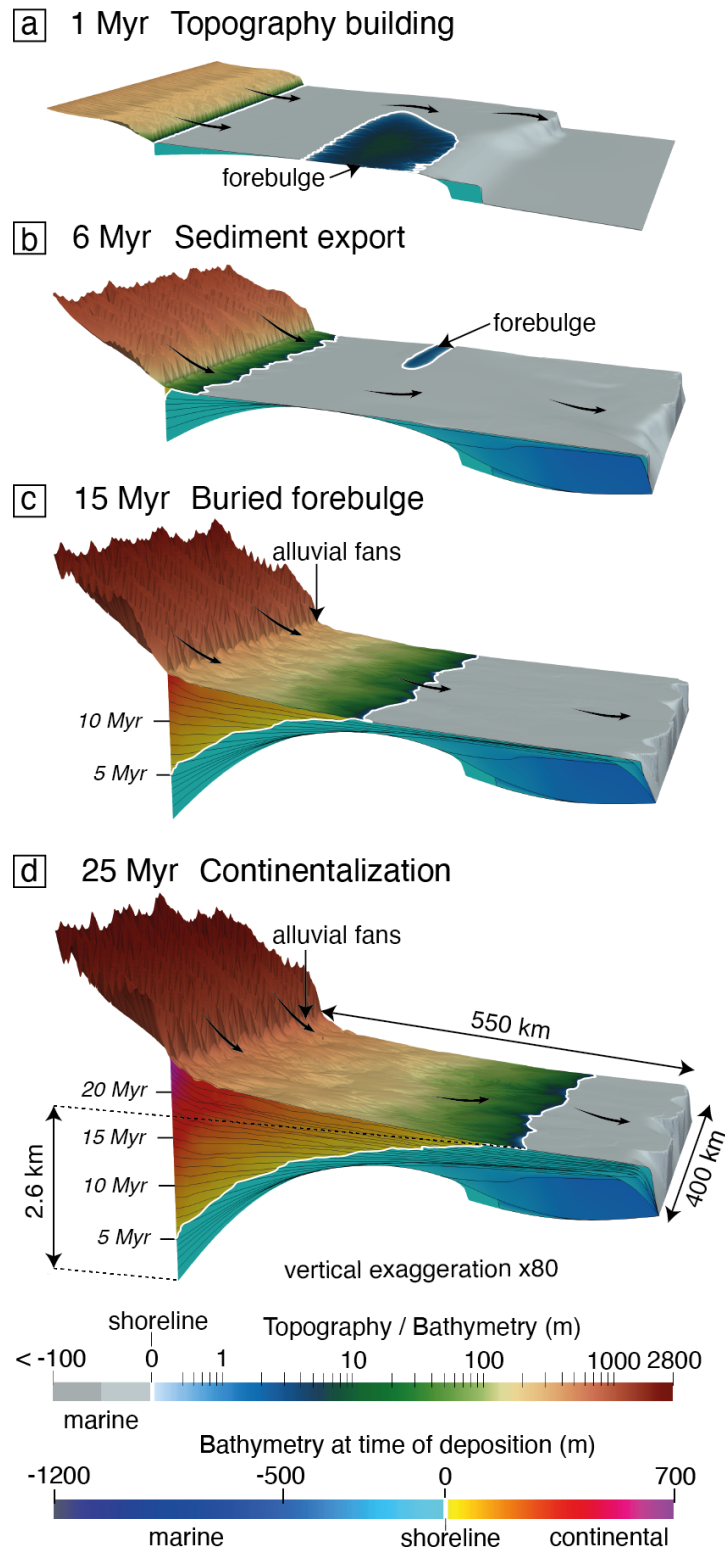 a 1 Myr Topography building
forebulge
b 6 Myr Sediment export
forebulge
c 15 Myr Buried forebulge
alluvial fans
10 Myr
5 Myr
d 25 Myr Continentalization
alluvial fans
550 km
20 Myr
15 Myr
10 Myr
5 Myr
2.6 km
400 km
vertical exaggeration x80
shoreline
Topography / Bathymetry (m)
< -100 0 1 10 100 1000 2800
marine
Bathymetry at time of deposition (m)
-1200 -500 0 700
marine shoreline continental